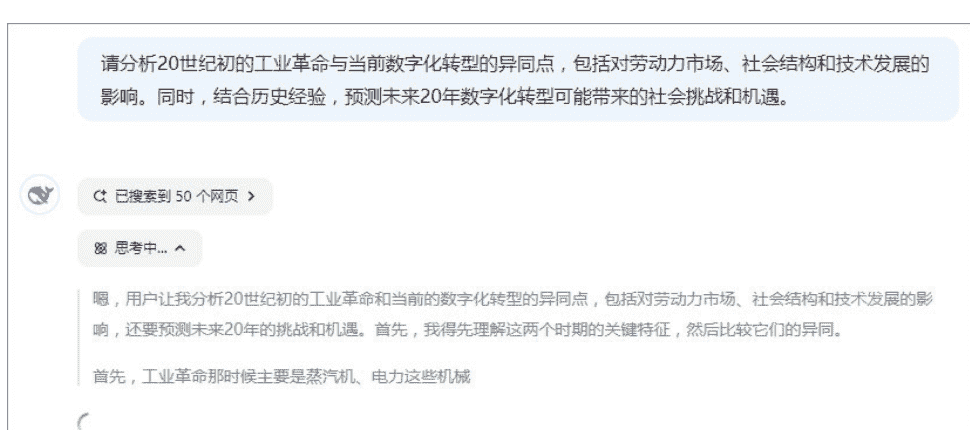 请分析20世纪初的工业革命与当前数字化转型的异同点，包括对劳动力市场、社会结构和技术发展的
影响。同时，结合历史经验，预测未来20年数字化转型可能带来的社会挑战和机遇。
已搜索到 50 个网页 >
思考中...
嗯，用户让我分析20世纪初的工业革命和当前的数字化转型的异同点，包括对劳动力市场、社会结构和技术发展的影
响，还要预测未来20年的挑战和机遇。首先，我得先理解这两个时期的关键特征，然后比较它们的异同。
首先，工业革命那时候主要是蒸汽机、电力这些机械